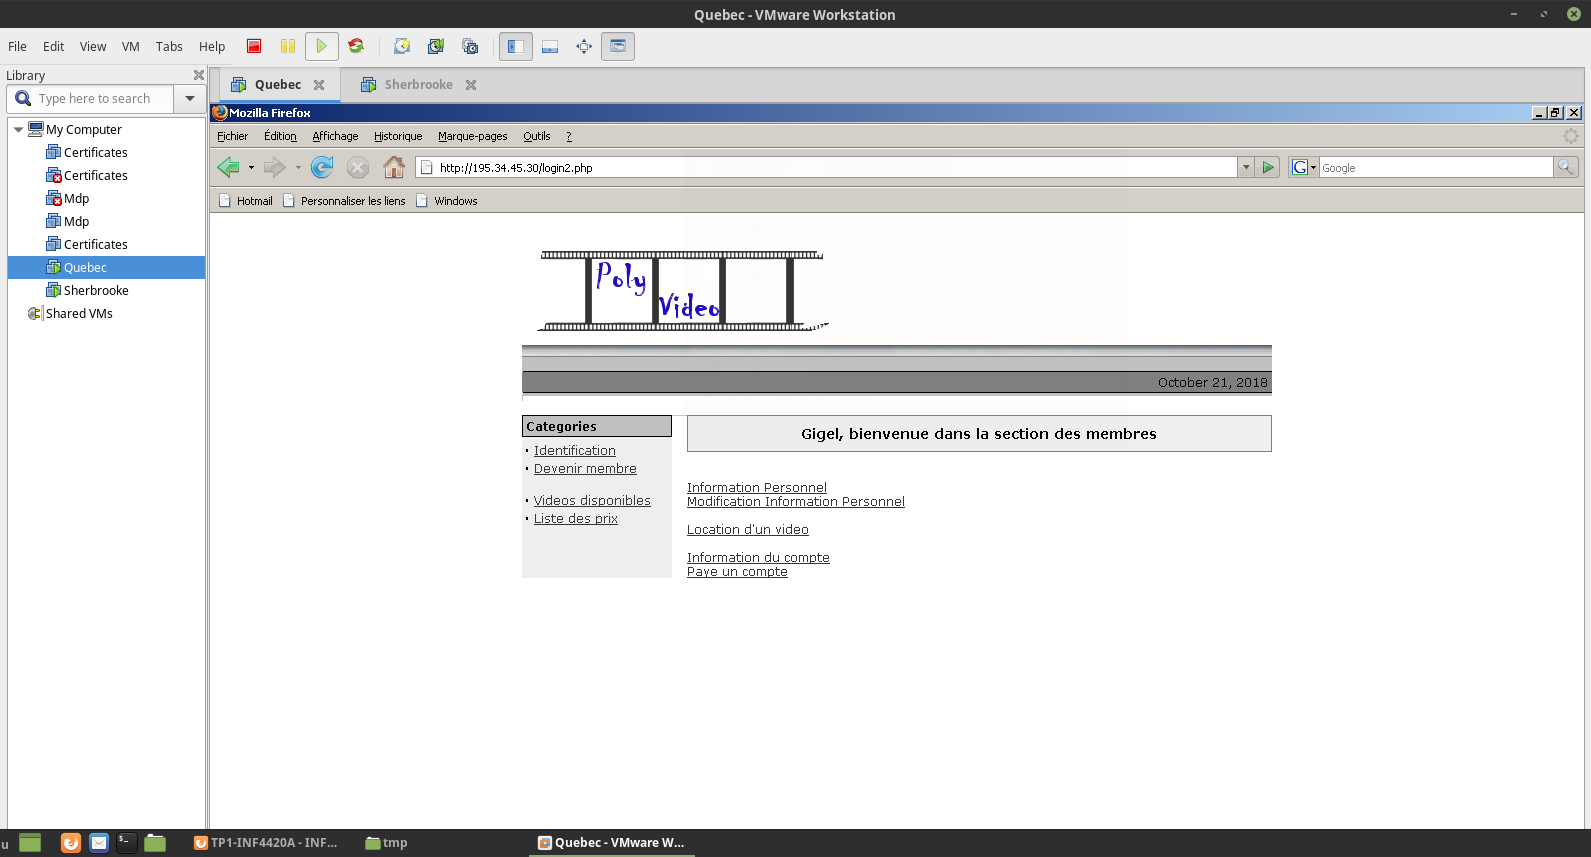 Quebec - VMware Workstation
File Edit View VM Tabs Help
Library
Type here to search
My Computer
Certificates
Certificates
Mdp
Mdp
Certificates
Quebec
Sherbrooke
Shared VMs
Quebec Sherbrooke
Mozilla Firefox
Fichier Édition Affichage Historique Marque-pages Outils ?
http://195.34.45.30/login2.php
G Google
Hotmail Personnaliser les liens Windows
Poly
Video
October 21, 2018
Categories
Identification
Devenir membre
Videos disponibles
Liste des prix
Gigel, bienvenue dans la section des membres
Information Personnel
Modification Information Personnel
Location d'un video
Information du compte
Paye un compte
u TP1-INF4420A - INF... tmp Quebec - VMware W...